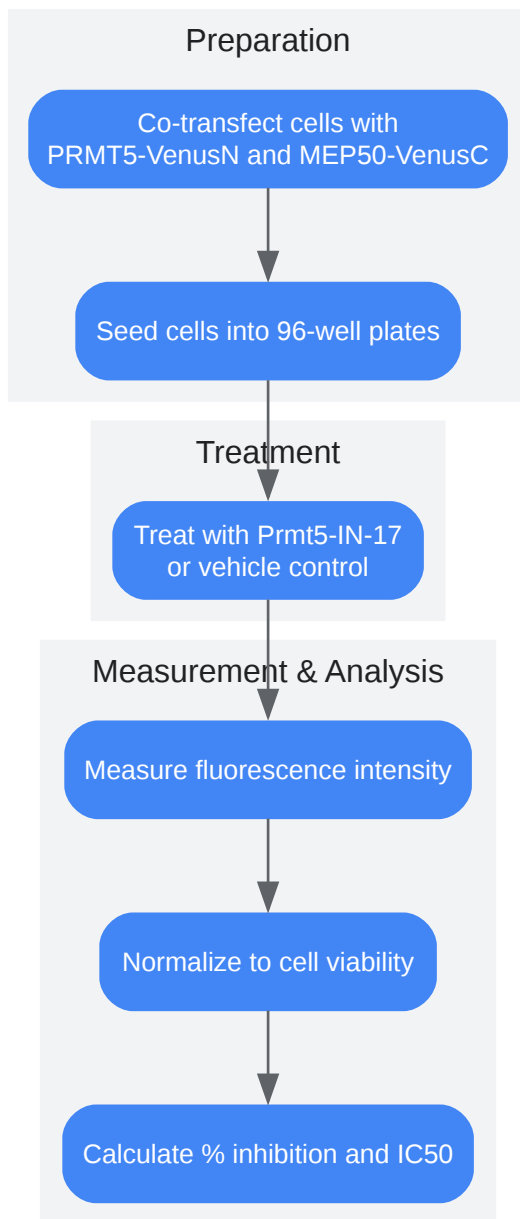 Preparation
Co-transfect cells with
PRMT5-VenusN and MEP50-VenusC
Seed cells into 96-well plates
Treatment
Treat with Prmt5-IN-17
or vehicle control
Measurement & Analysis
Measure fluorescence intensity
Normalize to cell viability
Calculate % inhibition and IC50